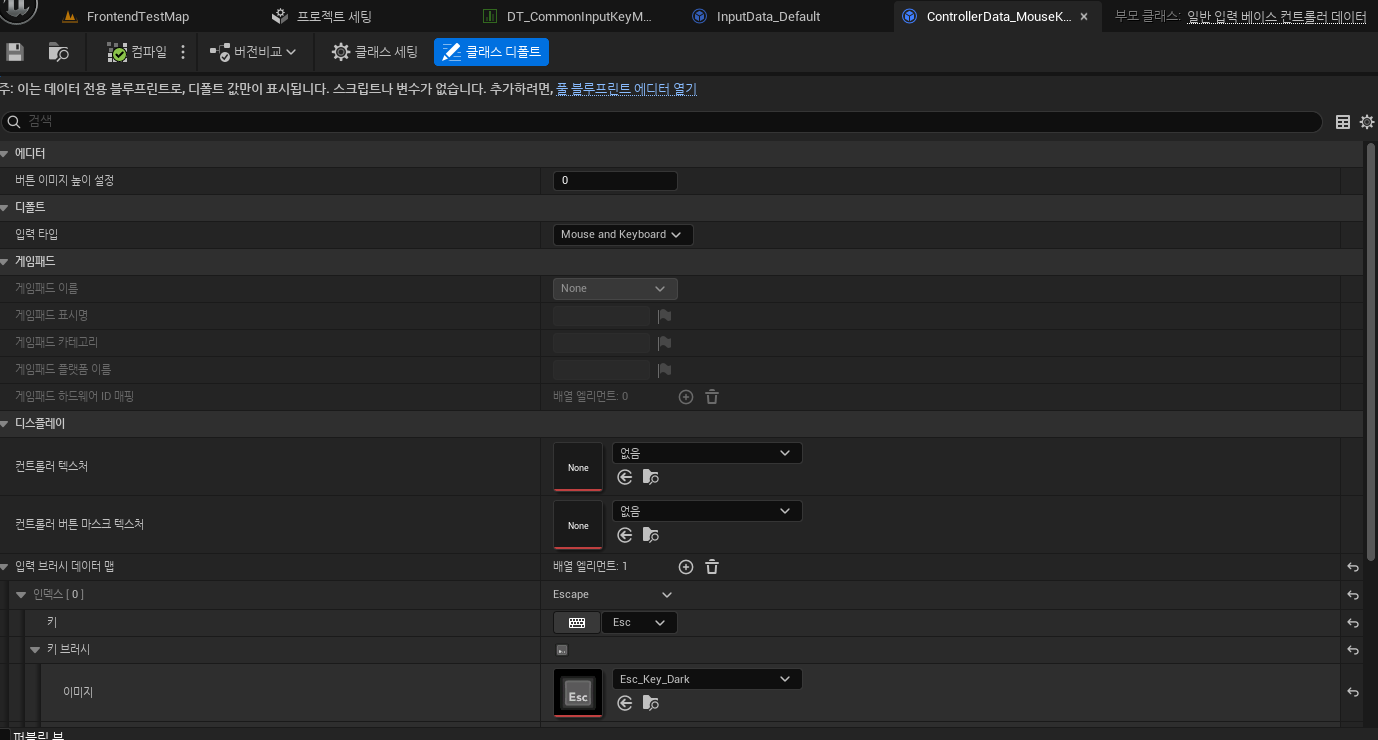 FrontendTestMap 프로젝트 세팅 DT_CommonInputKeyM... InputData_Default ControllerData_MouseK... 부모 클래스: 일반 입력 베이스 컨트롤러 데이터
컴파일 버전비교 클래스 세팅 클래스 디폴트
주: 이는 데이터 전용 블루프린트로, 디폴트 값만이 표시됩니다. 스크립트나 변수가 없습니다. 추가하려면, 풀 블루프린트 에디터 열기
검색
에디터
버튼 이미지 높이 설정 0
디폴트
입력 타입 Mouse and Keyboard
게임패드
게임패드 이름 None
게임패드 표시명
게임패드 카테고리
게임패드 플랫폼 이름
게임패드 하드웨어 ID 매핑 배열 엘리먼트: 0
디스플레이
컨트롤러 텍스처 None 없음
컨트롤러 버튼 마스크 텍스처 None 없음
입력 브러시 데이터 맵 배열 엘리먼트: 1
인덱스 [ 0 ] Escape
키 Esc
키 브러시
이미지 Esc Esc_Key_Dark